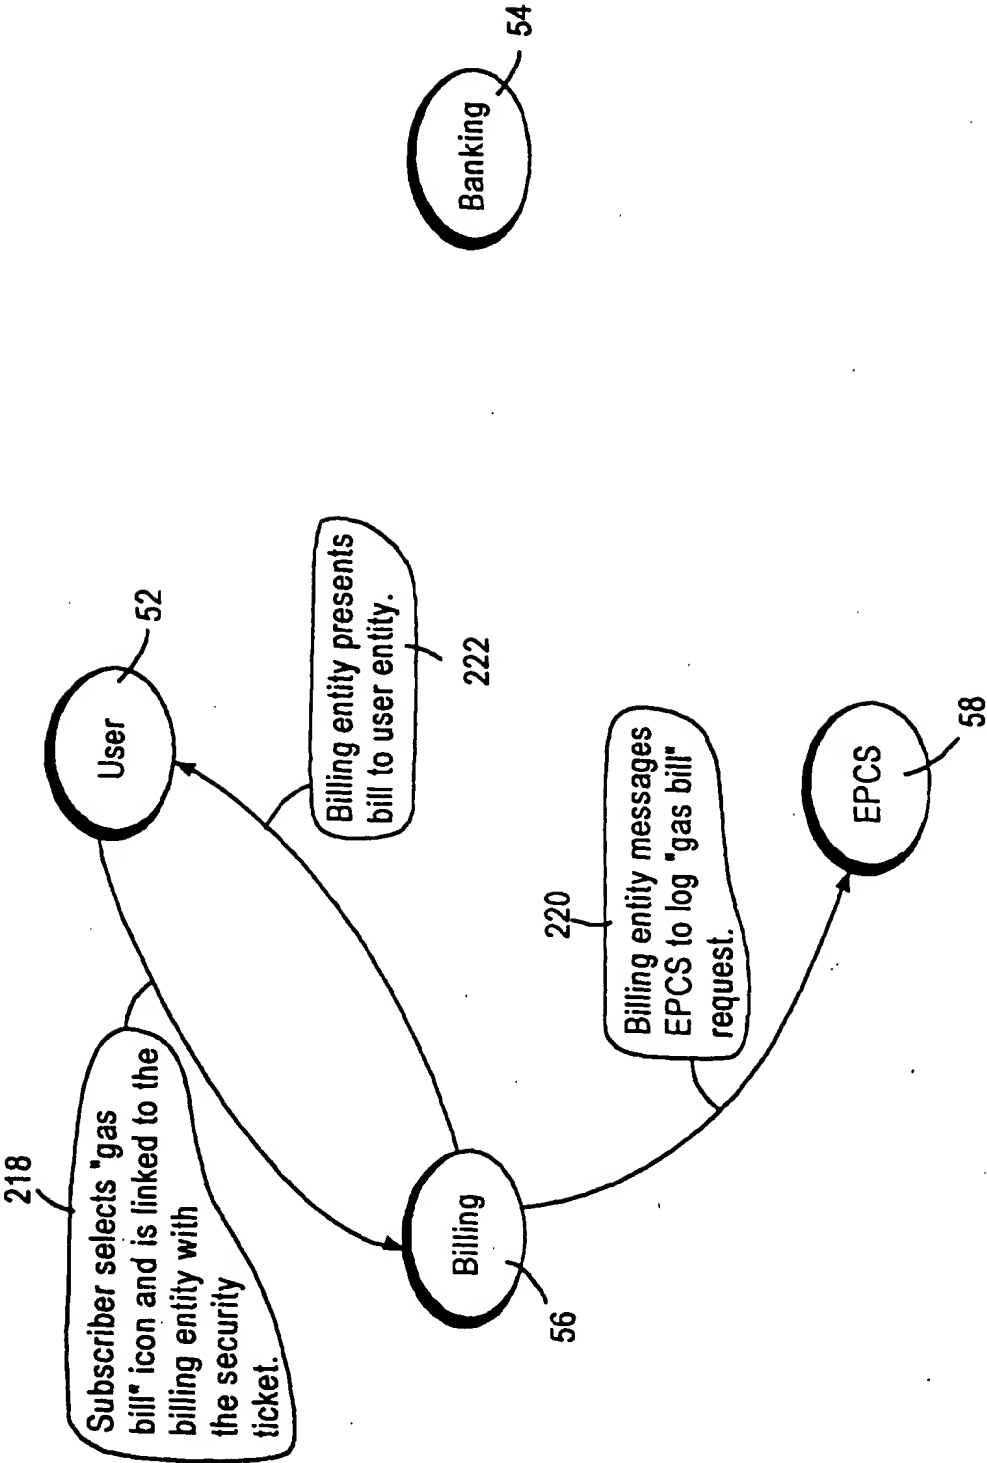 218
Subscriber selects "gas
bill" icon and is linked to the
billing entity with
the security
ticket.
User
52
Billing entity presents
bill to user entity.
222
Billing
56
Banking
54
220
Billing entity messages
EPCS to log "gas bill"
request.
EPCS
58